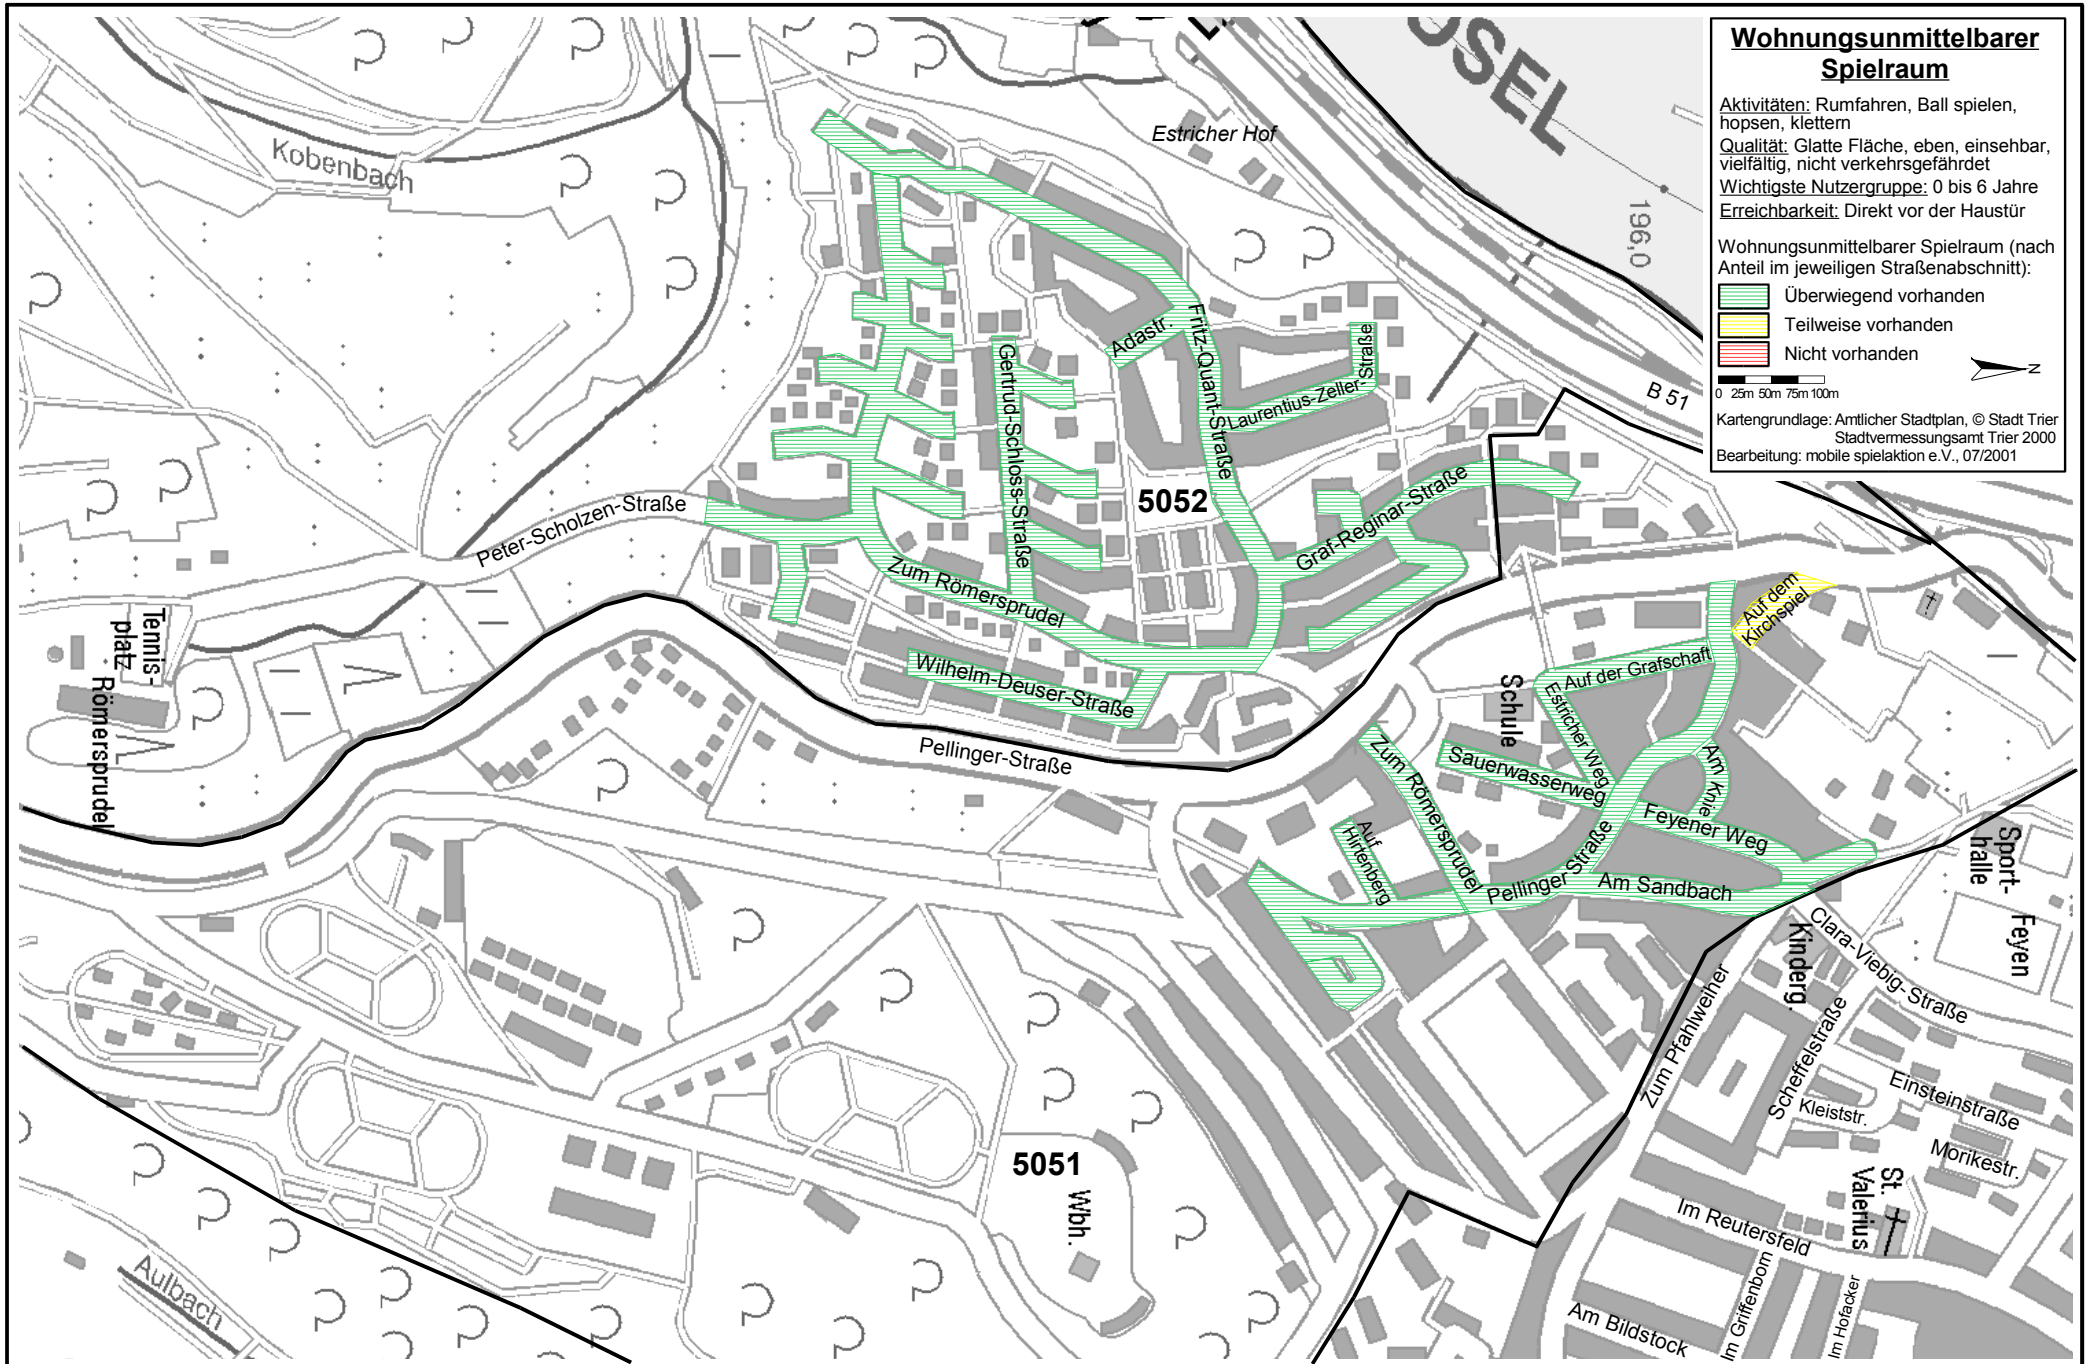 Wohnungsunmittelbarer
Spielraum
Aktivitäten: Rumfahren, Ball spielen,
hopsen, klettern
Qualität: Glatte Fläche, eben, einsehbar,
vielfältig, nicht verkehrsgefährdet
Wichtigste Nutzergruppe: 0 bis 6 Jahre
Erreichbarkeit: Direkt vor der Haustür
Wohnungsunmittelbarer Spielraum (nach
Anteil im jeweiligen Straßenabschnitt):
Überwiegend vorhanden
Teilweise vorhanden
Nicht vorhanden
N
0 25m 50m 75m 100m
Kartengrundlage: Amtlicher Stadtplan, © Stadt Trier
Stadtvermessungsamt Trier 2000
Bearbeitung: mobile spielaktion e.V., 07/2001
OSEL
196,0
B 51
Estricher Hof
Kobenbach
Adastr.
Fritz-Quant-Straße
Laurentius-Zeller-Straße
Gertrud-Schloss-Straße
5052
Graf-Reginar-Straße
Peter-Scholzen-Straße
Zum Römersprudel
Wilhelm-Deuser-Straße
Pellinger-Straße
Tennis-
platz
Römersprudel
Auf dem
Kirchspiel
Auf der Grafschaft
Estricher Weg
Schule
Sauerwasserweg
Zum Römersprudel
Auf
Hirtenberg
Am Knie
Feyener Weg
Pellinger Straße
Am Sandbach
Sport-
halle
Feyen
Kinderg.
Clara-Viebig-Straße
Zum Pfahlweiher
Scheffelstraße
Einsteinstraße
Kleiststr.
Morikestr.
St.
Valerius
Im Reutersfeld
Im Griffenborn
Im Hofacker
Am Bildstock
5051
Wbh.
Aulbach